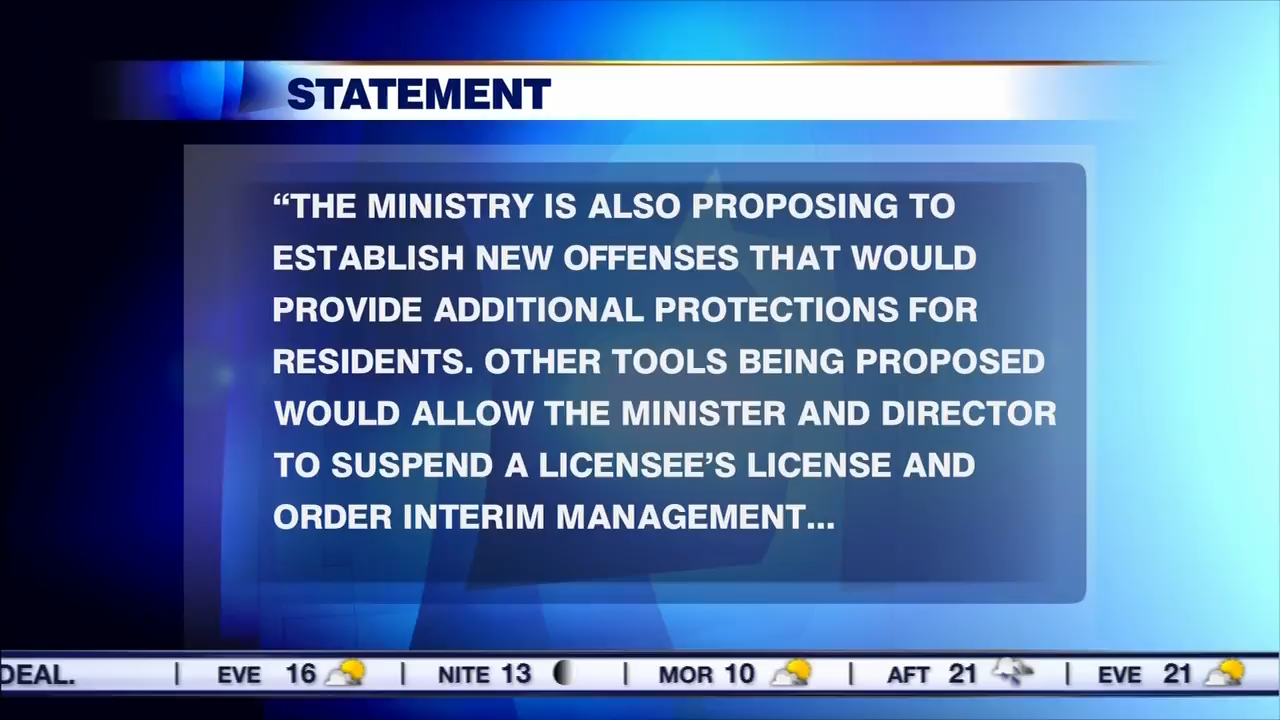 STATEMENT
“THE MINISTRY IS ALSO PROPOSING TO
ESTABLISH NEW OFFENSES THAT WOULD
PROVIDE ADDITIONAL PROTECTIONS FOR
RESIDENTS. OTHER TOOLS BEING PROPOSED
WOULD ALLOW THE MINISTER AND DIRECTOR
TO SUSPEND A LICENSEE’S LICENSE AND
ORDER INTERIM MANAGEMENT...
DEAL. | EVE 16 | NITE 13 | MOR 10 | AFT 21 | EVE 21